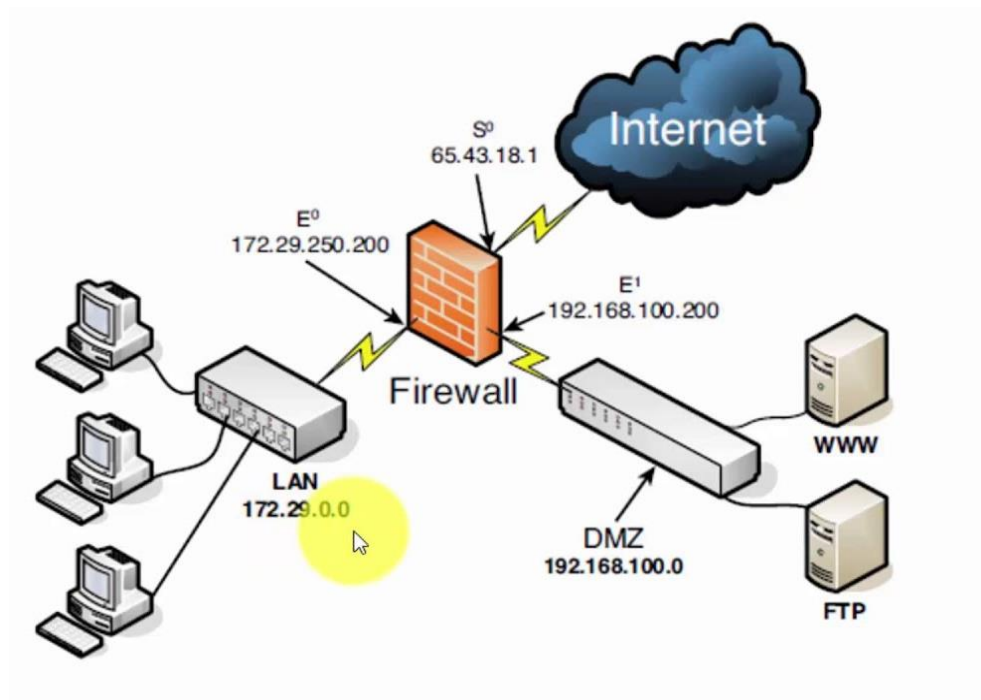 Internet
S⁰
65.43.18.1
E⁰
172.29.250.200
E¹
192.168.100.200
Firewall
WWW
LAN
172.29.0.0
DMZ
192.168.100.0
FTP